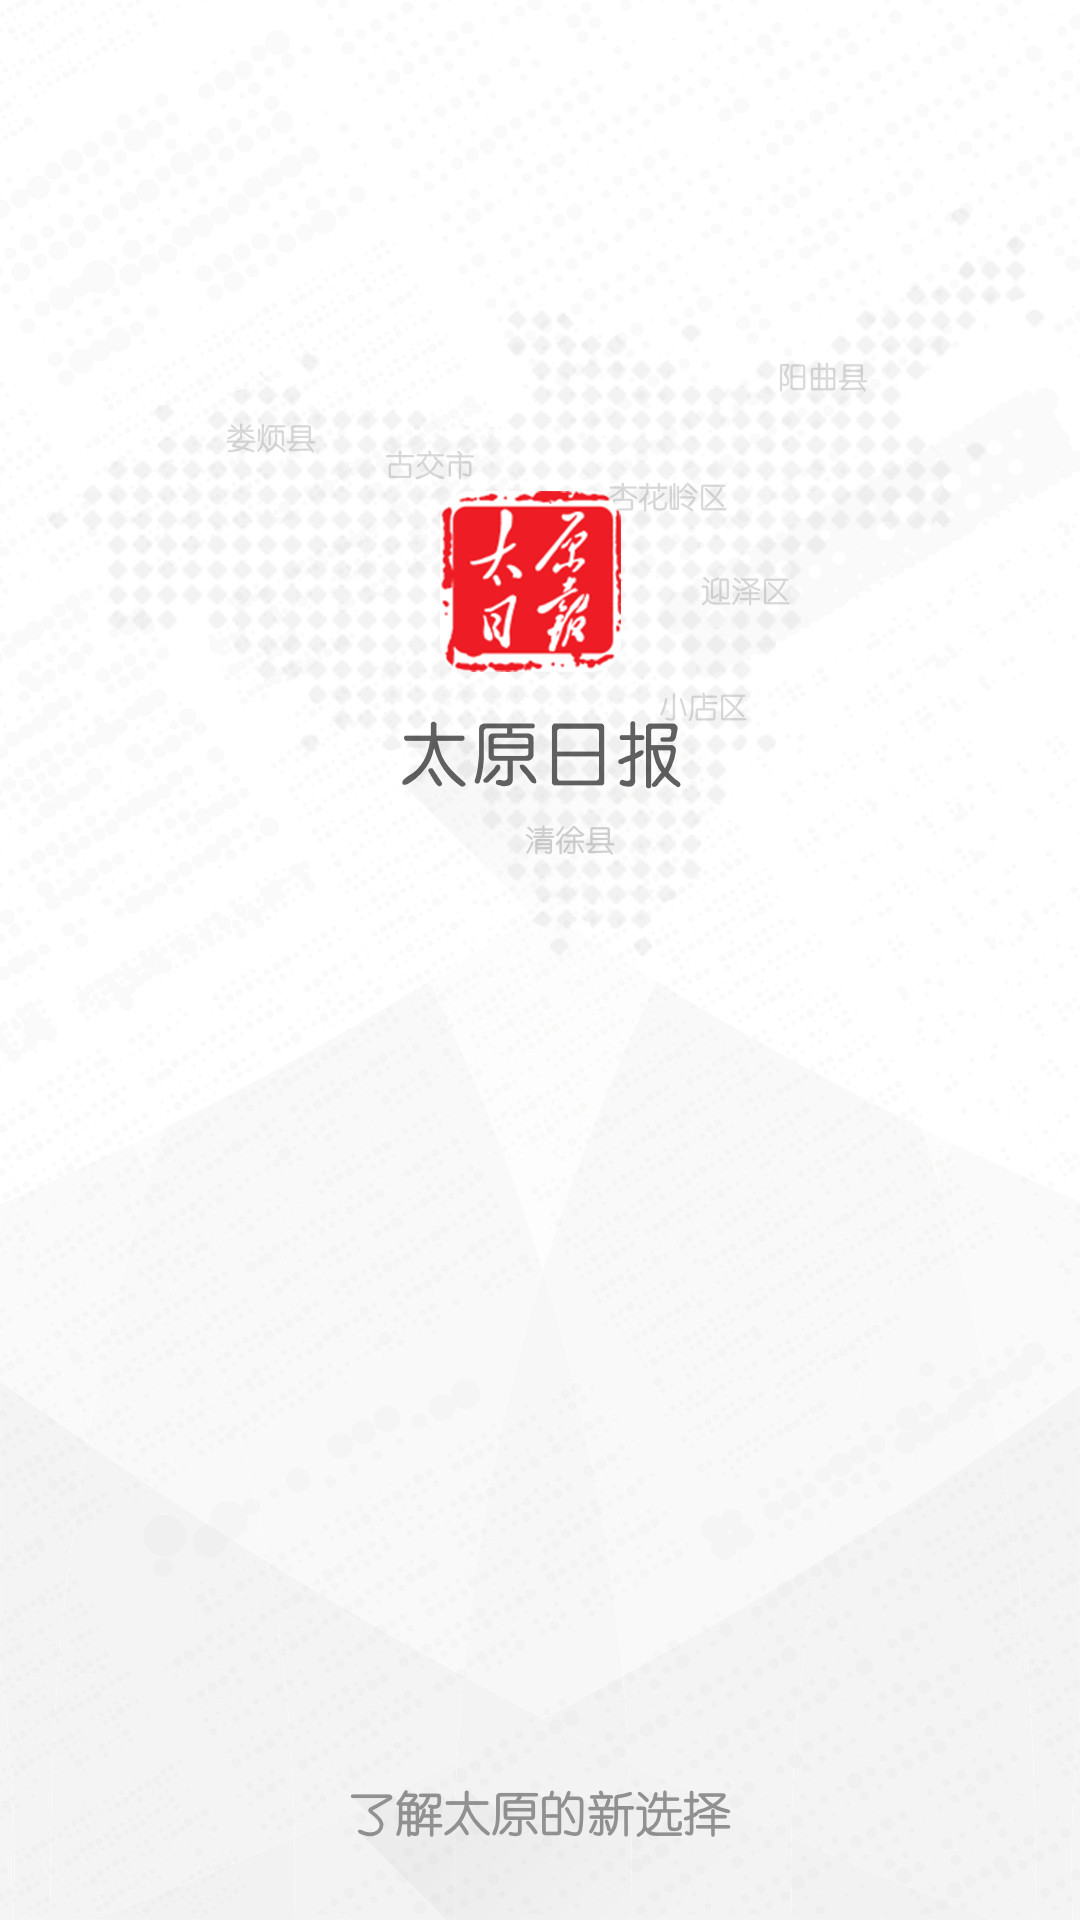 阳曲县
娄烦县
古交市
杏花岭区
太原
日报
迎泽区
小店区
太原日报
清徐县
了解太原的新选择